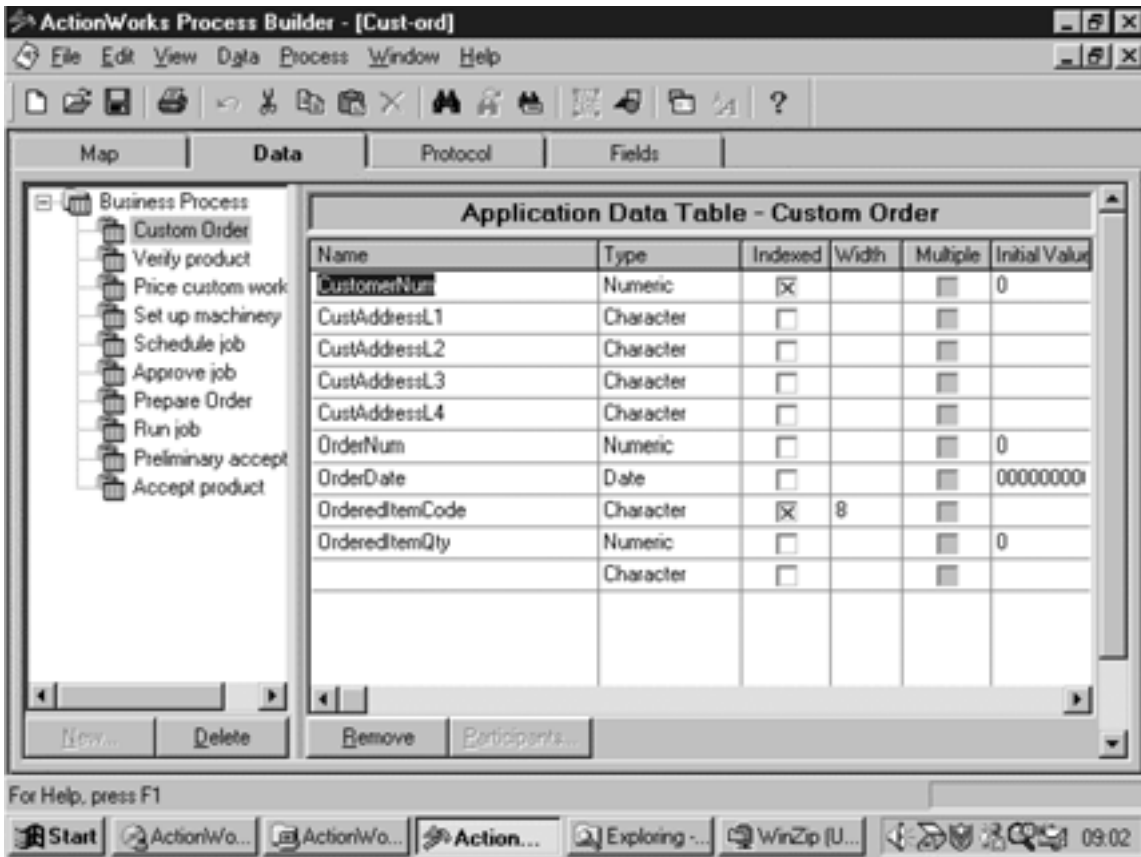 ActionWorks Process Builder - [Cust-ord]
File Edit View Data Process Window Help
Map Data Protocol Fields
Business Process
Custom Order
Verify product
Price custom work
Set up machinery
Schedule job
Approve job
Prepare Order
Run job
Preliminary accept
Accept product
New... Delete
Application Data Table - Custom Order
Name Type Indexed Width Multiple Initial Value
CustomerNum Numeric 0
CustAddressL1 Character
CustAddressL2 Character
CustAddressL3 Character
CustAddressL4 Character
OrderNum Numeric 0
OrderDate Date 000000000
OrderedItemCode Character 8
OrderedItemQty Numeric 0
Character
Remove Participants...
For Help, press F1
Start ActionWo... ActionWo... Action... Exploring -... WinZip (U... 09:02